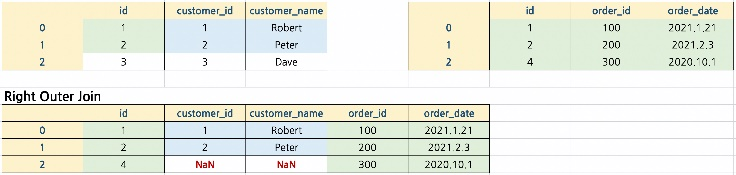 id customer_id customer_name id order_id order_date
0 1 1 Robert 0 1 100 2021.1.21
1 2 2 Peter 1 2 200 2021.2.3
2 3 3 Dave 2 4 300 2020.10.1
Right Outer Join
id customer_id customer_name order_id order_date
0 1 1 Robert 100 2021.1.21
1 2 2 Peter 200 2021.2.3
2 4 NaN NaN 300 2020.10.1